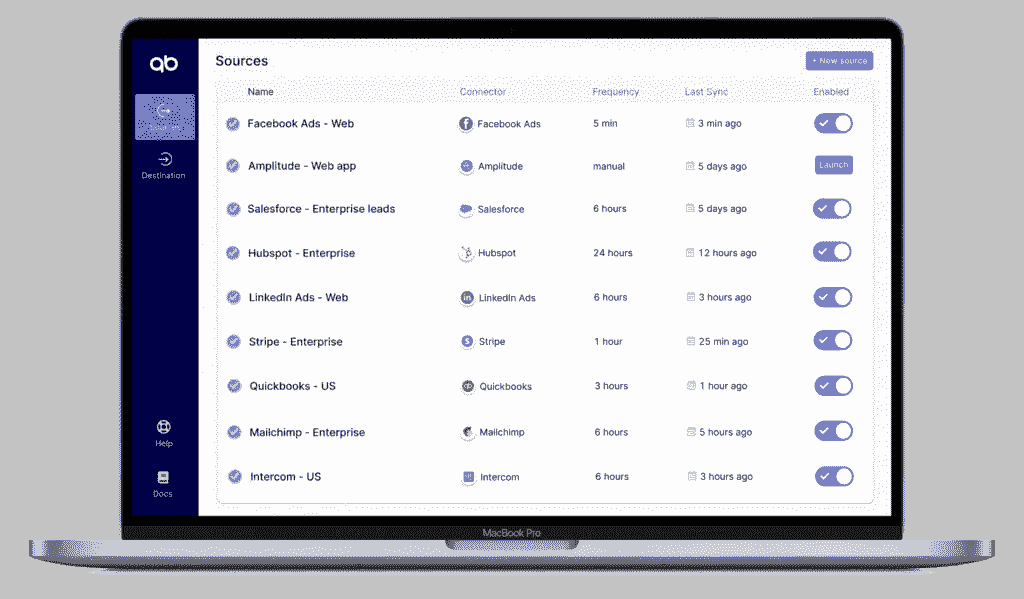 qb
Sources
+ New source
Name Connector Frequency Last Sync Enabled
Facebook Ads - Web Facebook Ads 5 min 3 min ago
Amplitude - Web app Amplitude manual 5 days ago Launch
Salesforce - Enterprise leads Salesforce 6 hours 5 days ago
Hubspot - Enterprise Hubspot 24 hours 12 hours ago
LinkedIn Ads - Web LinkedIn Ads 6 hours 3 hours ago
Stripe - Enterprise Stripe 1 hour 25 min ago
Quickbooks - US Quickbooks 3 hours 1 hour ago
Mailchimp - Enterprise Mailchimp 6 hours 5 hours ago
Intercom - US Intercom 6 hours 3 hours ago
Destination
Help
Docs
MacBook Pro